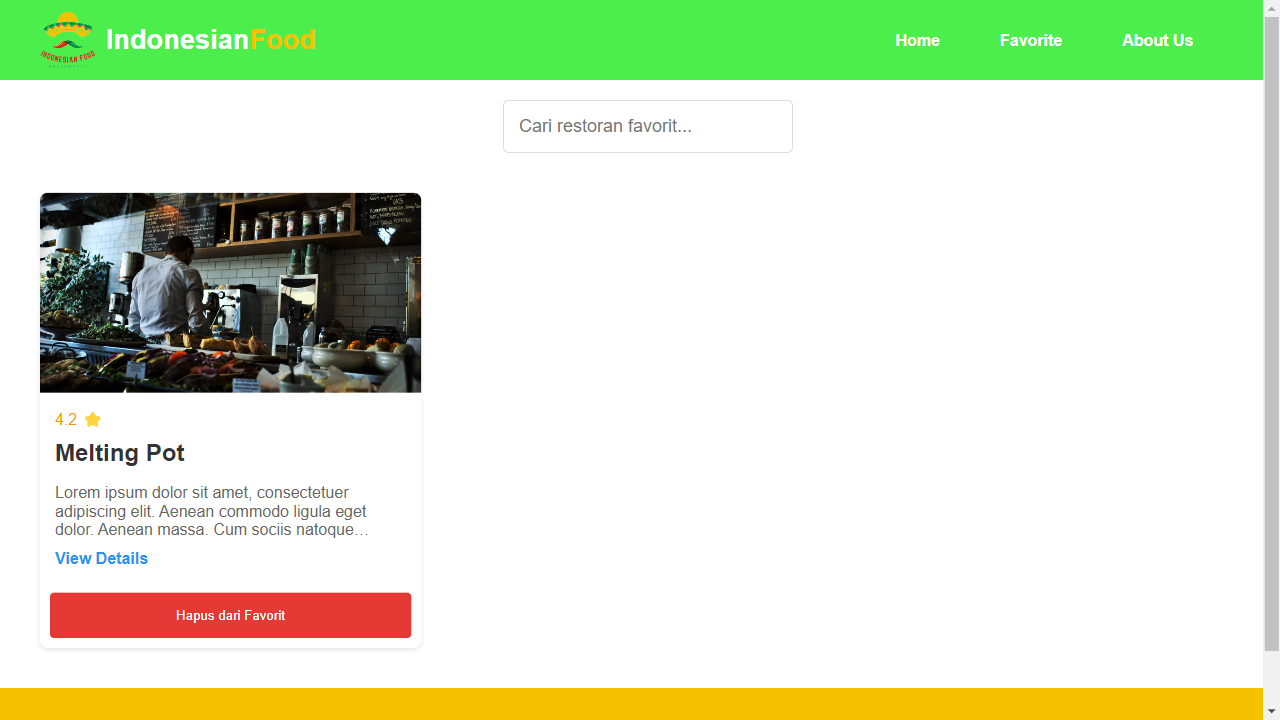 INDONESIAN FOOD
IndonesianFood
Home
Favorite
About Us
Cari restoran favorit...
4.2
Melting Pot
Lorem ipsum dolor sit amet, consectetuer
adipiscing elit. Aenean commodo ligula eget
dolor. Aenean massa. Cum sociis natoque…
View Details
Hapus dari Favorit